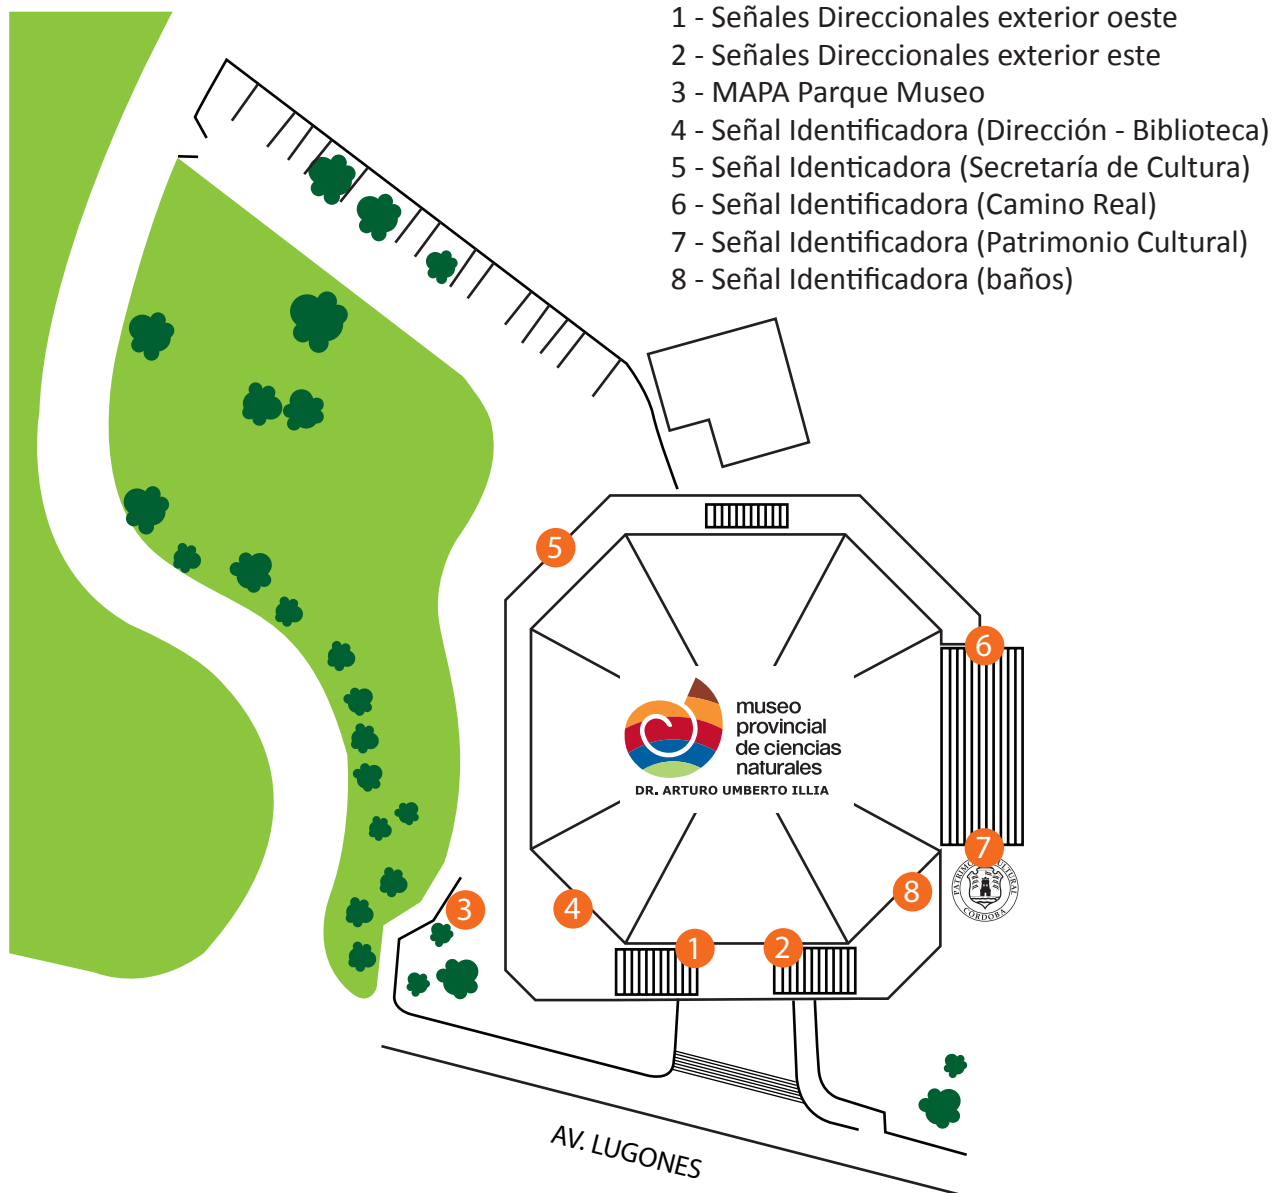 1 - Señales Direccionales exterior oeste
2 - Señales Direccionales exterior este
3 - MAPA Parque Museo
4 - Señal Identificadora (Dirección - Biblioteca)
5 - Señal Identicadora (Secretaría de Cultura)
6 - Señal Identificadora (Camino Real)
7 - Señal Identificadora (Patrimonio Cultural)
8 - Señal Identificadora (baños)
5
6
museo
provincial
de ciencias
naturales
DR. ARTURO UMBERTO ILLIA
7
PATRIMONIO CULTURAL
CORDOBA
8
3
4
1
2
AV. LUGONES